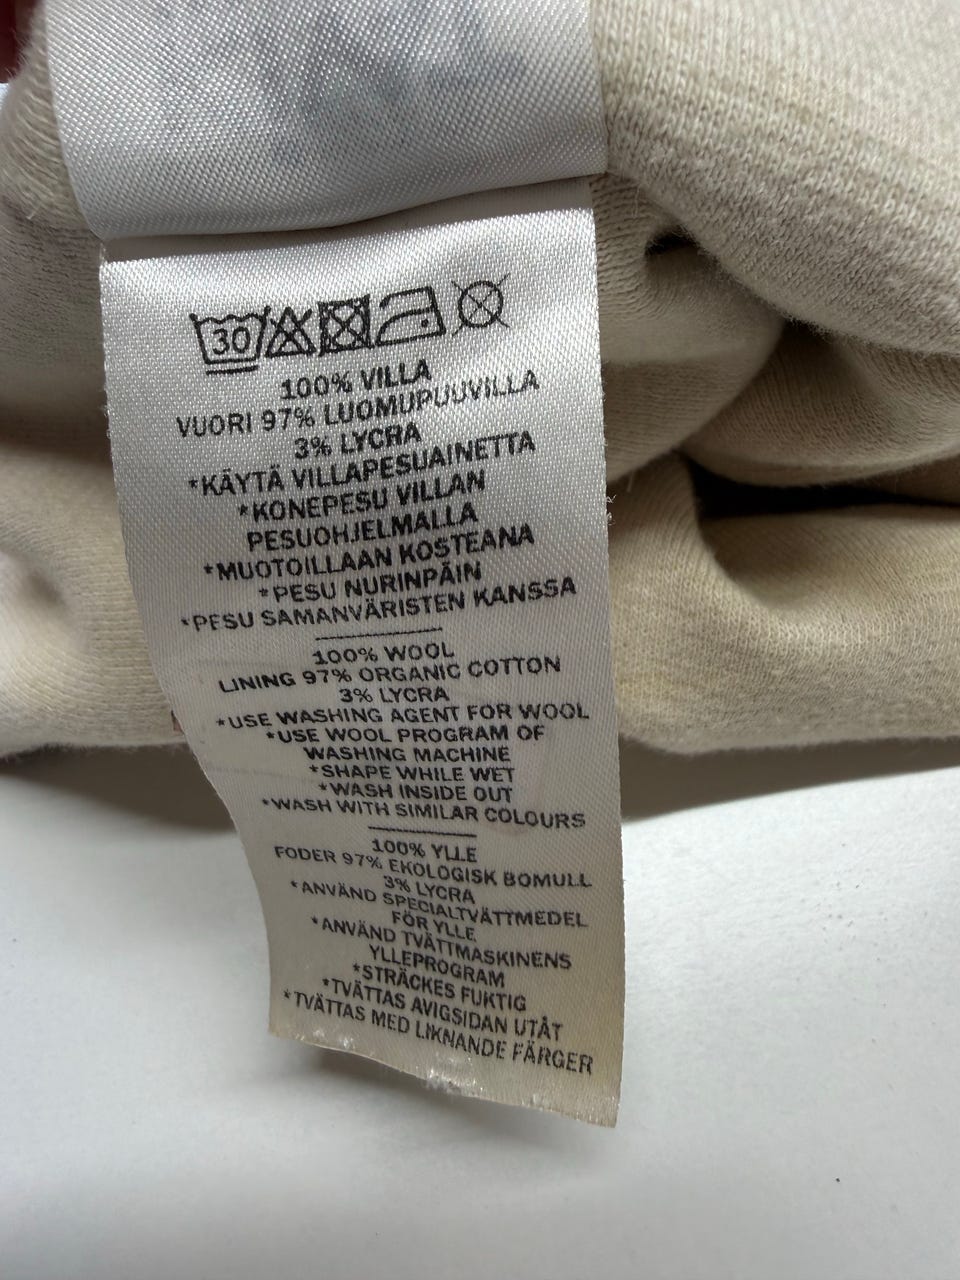 30
100% VILLA
VUORI 97% LUOMUPUUVILLA
3% LYCRA
*KÄYTÄ VILLAPESUAINETTA
*KONEPESU VILLAN
PESUOHJELMALLA
*MUOTOILLAAN KOSTEANA
*PESU NURINPÄIN
*PESU SAMANVÄRISTEN KANSSA
100% WOOL
LINING 97% ORGANIC COTTON
3% LYCRA
*USE WASHING AGENT FOR WOOL
*USE WOOL PROGRAM OF
WASHING MACHINE
*SHAPE WHILE WET
*WASH INSIDE OUT
*WASH WITH SIMILAR COLOURS
100% YLLE
FODER 97% EKOLOGISK BOMULL
3% LYCRA
*ANVÄND SPECIALTVÄTTMEDEL
FÖR YLLE
*ANVÄND TVÄTTMASKINENS
YLLEPROGRAM
*STRÄCKES FUKTIG
*TVÄTTAS AVIGSIDAN UTÅT
*TVÄTTAS MED LIKNANDE FÄRGER